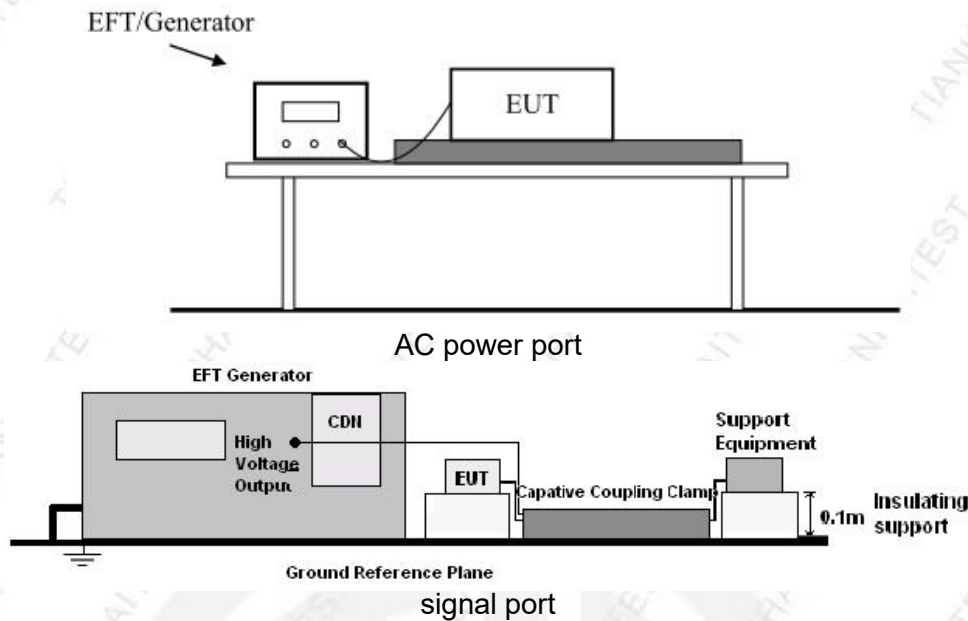 EFT/Generator
EUT
AC power port
EFT Generator
CDN
High
Voltage
Output
EUT
Capative Coupling Clamp
Support
Equipment
0.1m
Insulating
support
Ground Reference Plane
signal port